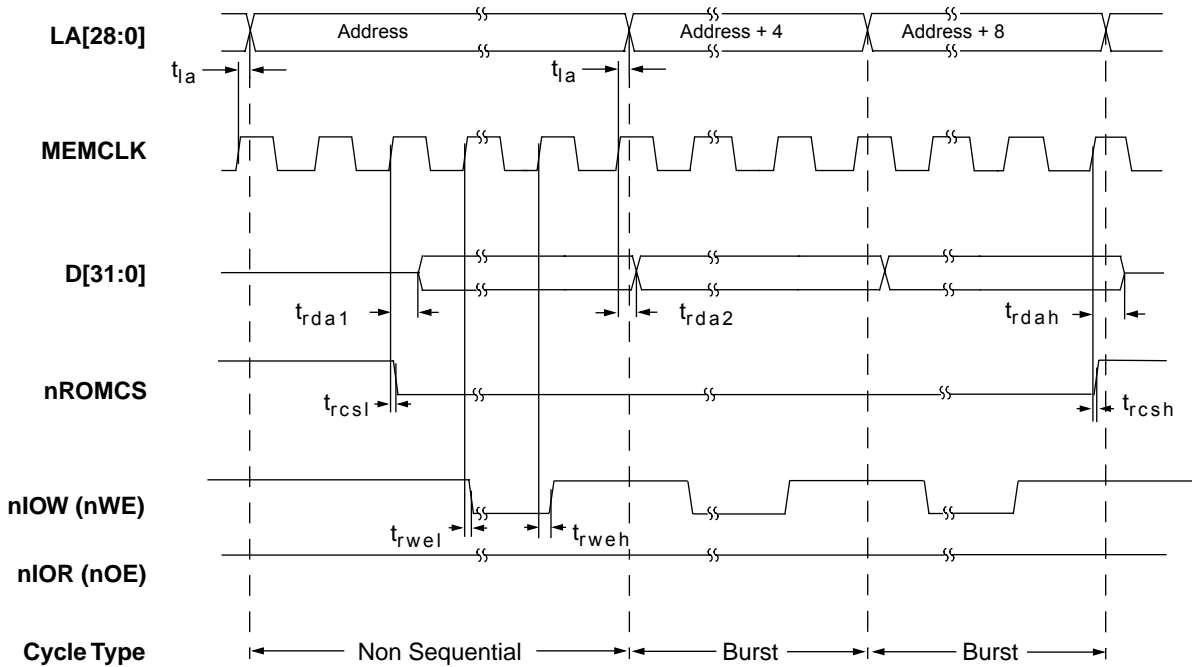 LA[28:0] Address Address + 4 Address + 8
tla tla
MEMCLK
D[31:0]
trda1 trda2 trdah
nROMCS
trcsl trcsh
nIOW (nWE)
trwel trweh
nIOR (nOE)
Cycle Type Non Sequential Burst Burst